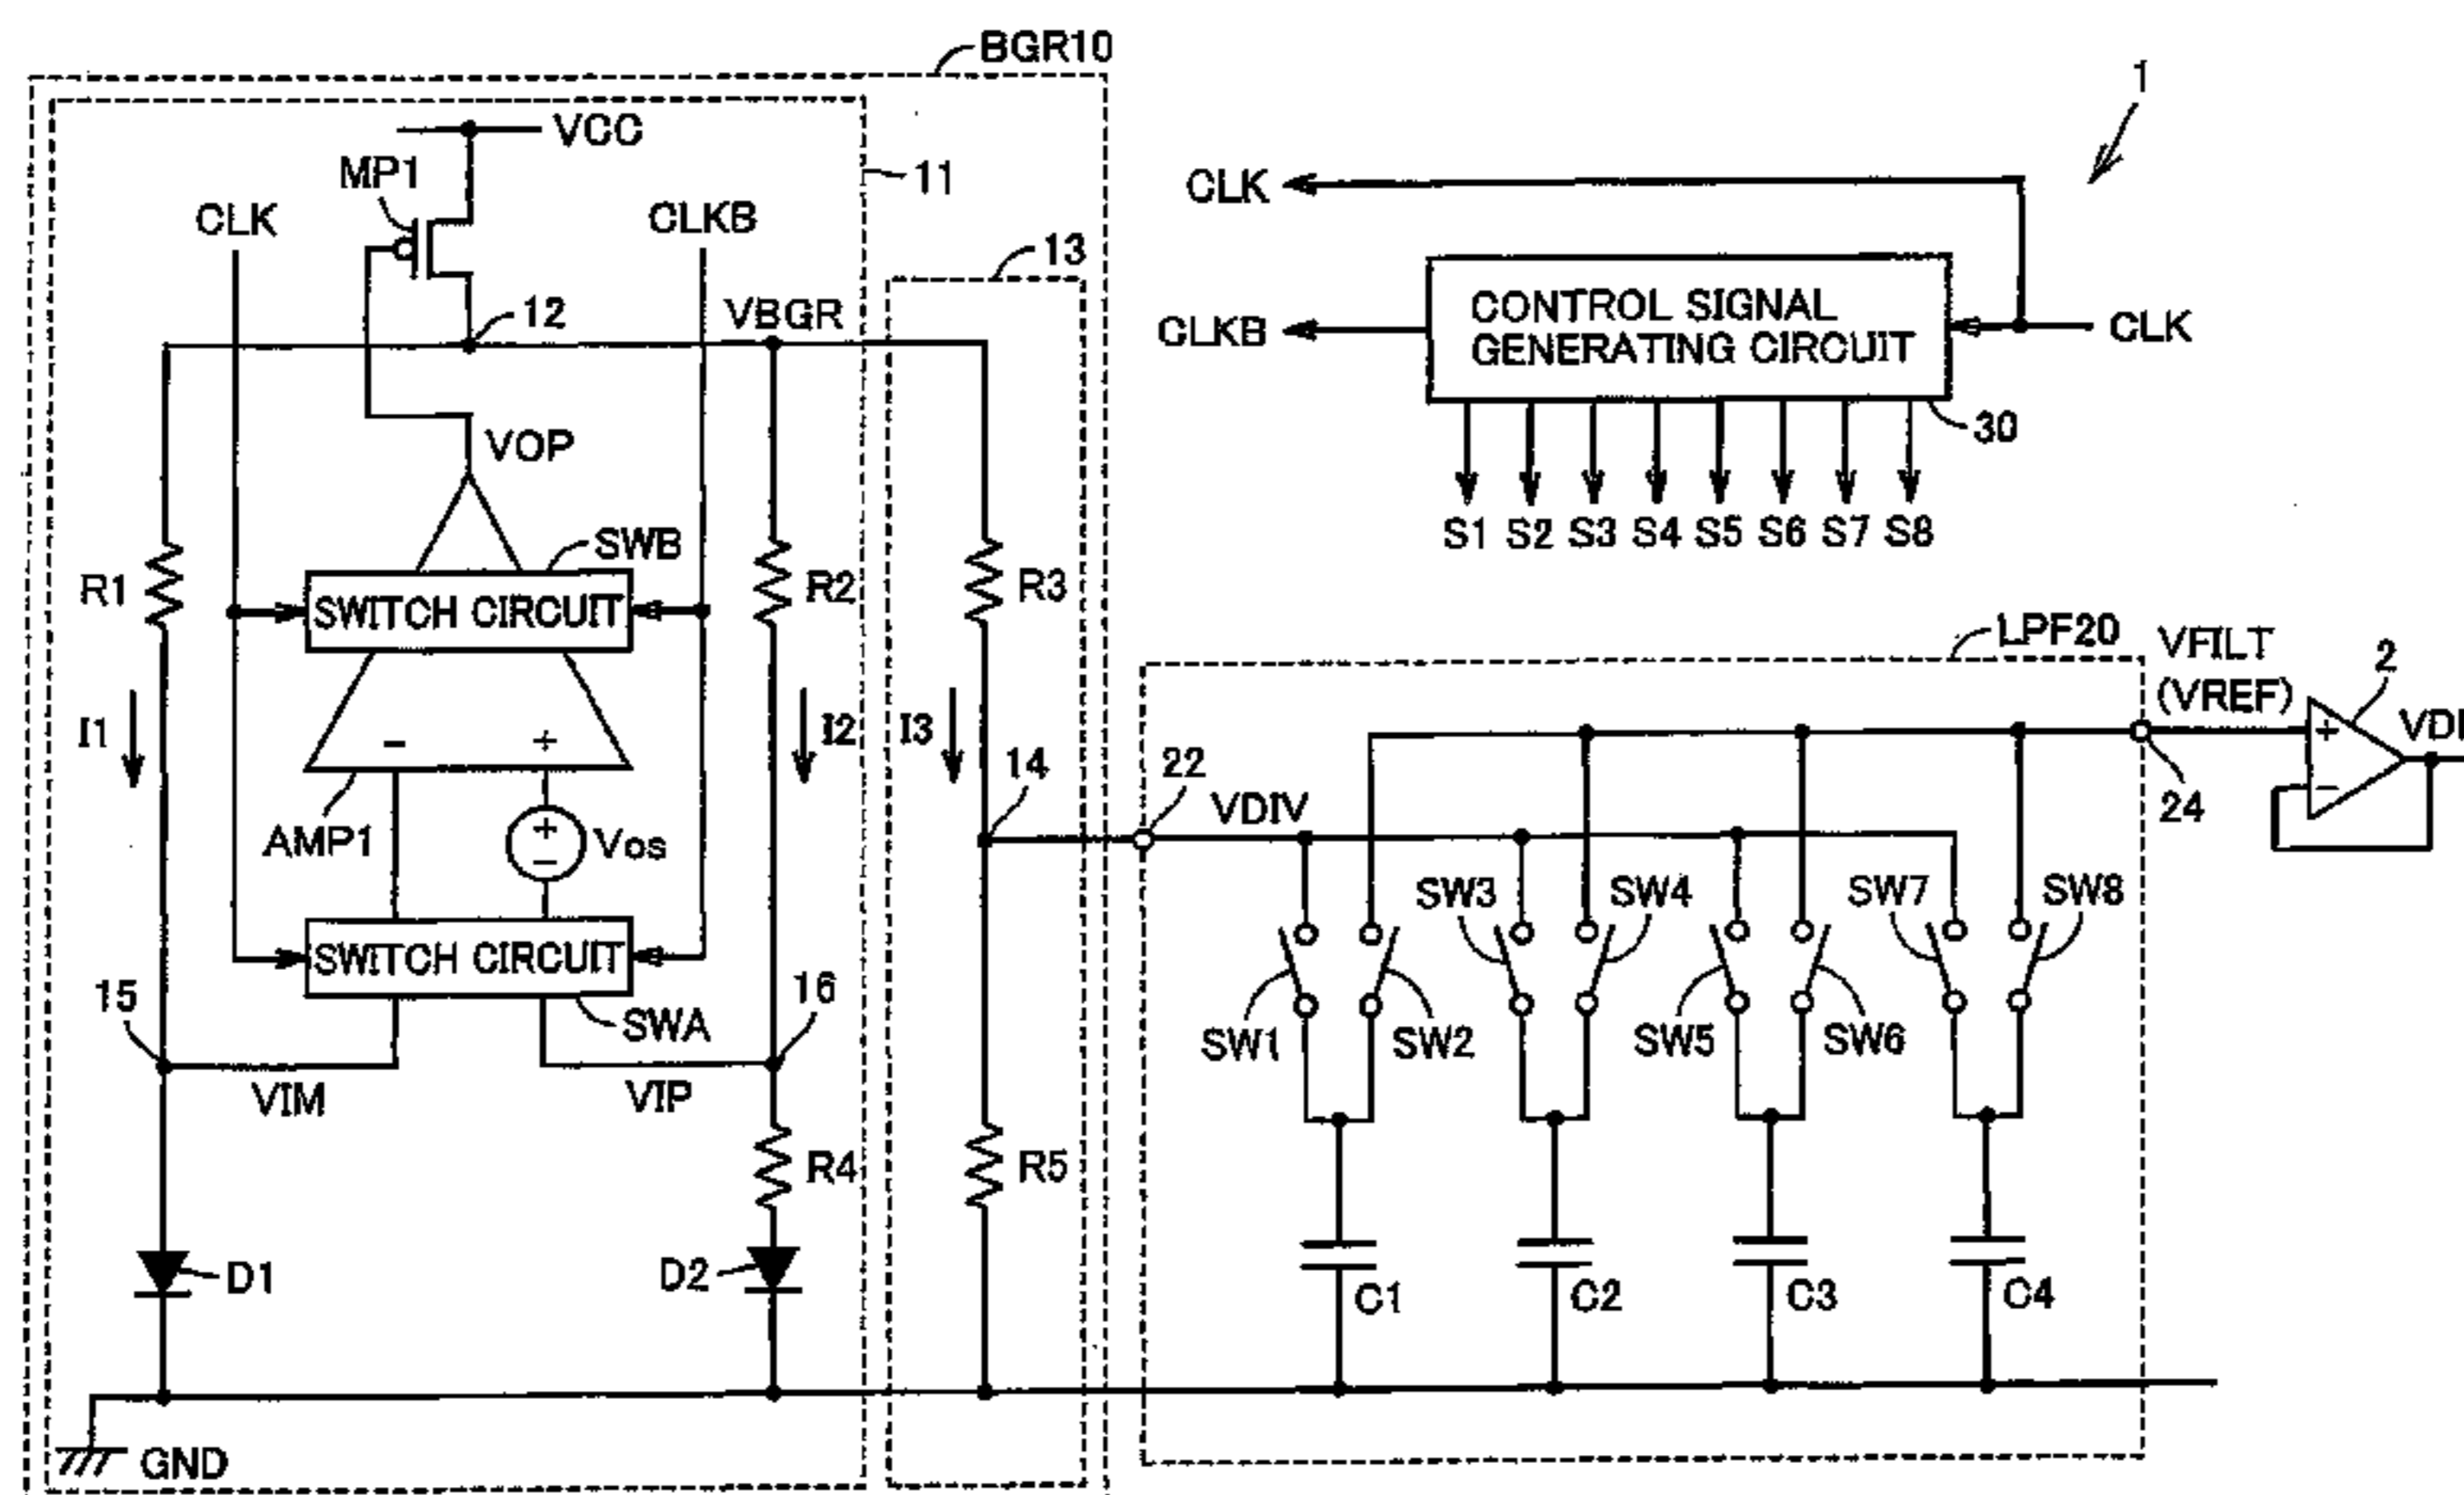 BGR10
1
VCC
11
MP1
CLK
CLKB
13
CLK
12
VBGR
CONTROL SIGNAL
GENERATING CIRCUIT
CLKB
CLK
30
VOP
S1 S2 S3 S4 S5 S6 S7 S8
SWB
R1
SWITCH CIRCUIT
R2
R3
LPF20
VFILT
(VREF)
2
I1
- +
I2
I3
+
-
14
22
VDIV
24
AMP1
+
-
Vos
SW3
SW4
SW7
SW8
SWITCH CIRCUIT
15
16
SWA
SW1
SW2
SW5
SW6
VIM
VIP
R4
R5
D1
D2
C1
C2
C3
C4
GND